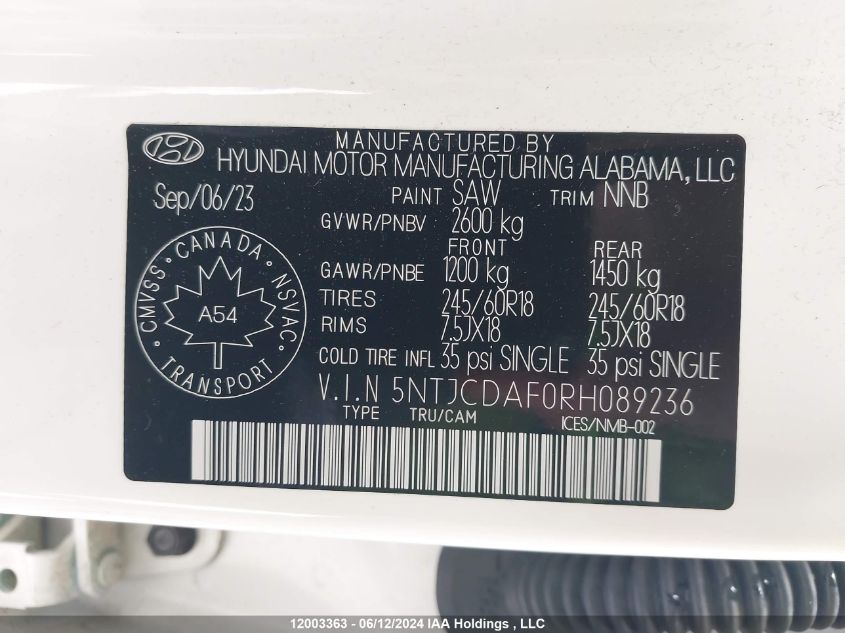 MANUFACTURED BY
HYUNDAI MOTOR MANUFACTURING ALABAMA, LLC
Sep/06/23 PAINT SAW TRIM NNB
GVWR/PNBV 2600 kg
FRONT REAR
GAWR/PNBE 1200 kg 1450 kg
TIRES 245/60R18 245/60R18
RIMS 7.5JX18 7.5JX18
COLD TIRE INFL 35 psi SINGLE 35 psi SINGLE
CMVSS · CANADA · NSVAC · TRANSPORT ·
A54
V.I.N 5NTJCDAF0RH089236
TYPE TRU/CAM ICES/NMB-002
12003363 - 06/12/2024 IAA Holdings , LLC